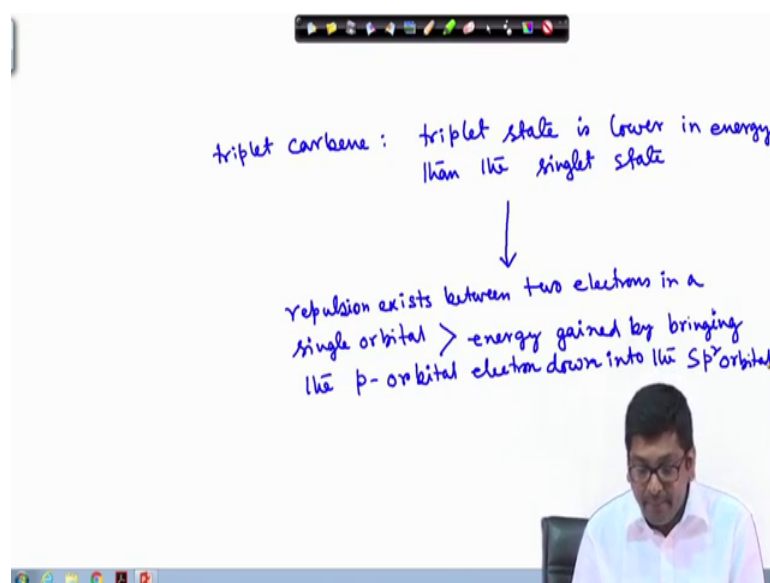 triplet carbene : triplet state is lower in energy
than the singlet state
repulsion exists between two electrons in a
single orbital > energy gained by bringing
the p-orbital electron down into the sp² orbital